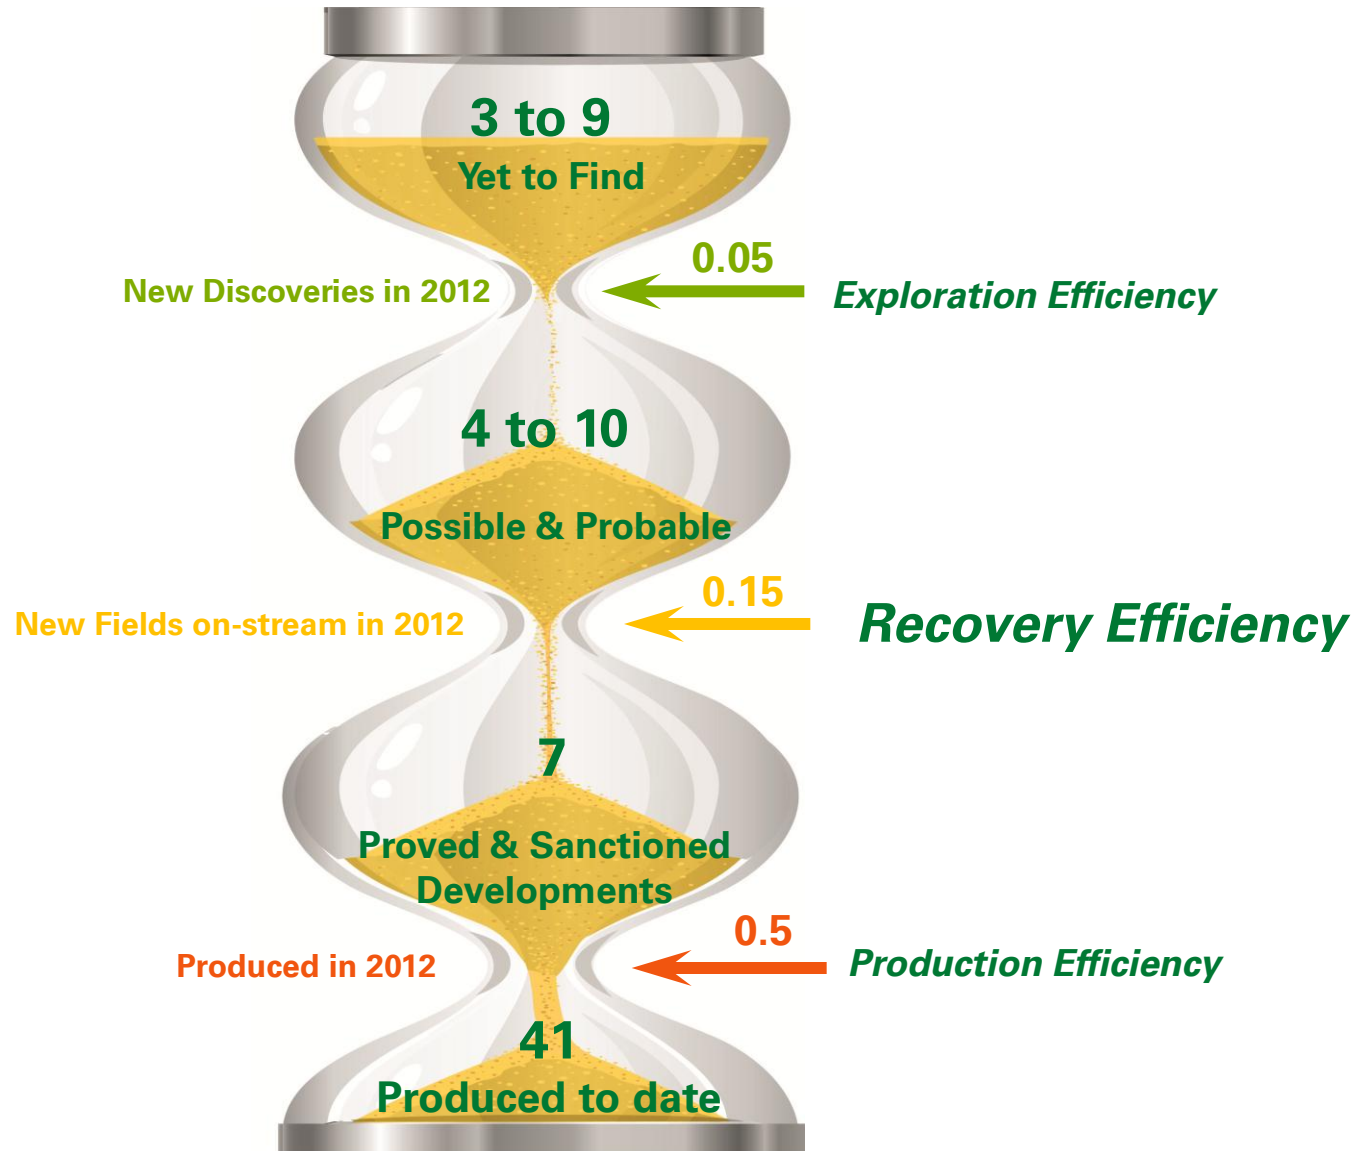 3 to 9
Yet to Find
0.05
New Discoveries in 2012
Exploration Efficiency
4 to 10
Possible & Probable
0.15
New Fields on-stream in 2012
Recovery Efficiency
7
Proved & Sanctioned
Developments
0.5
Produced in 2012
Production Efficiency
41
Produced to date